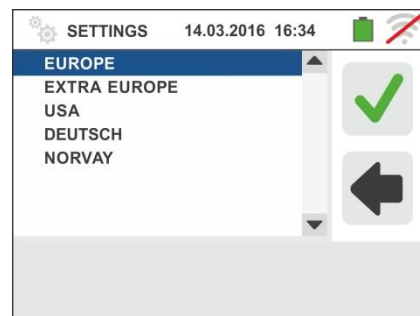 SETTINGS 14.03.2016 16:34
EUROPE
EXTRA EUROPE
USA
DEUTSCH
NORVAY